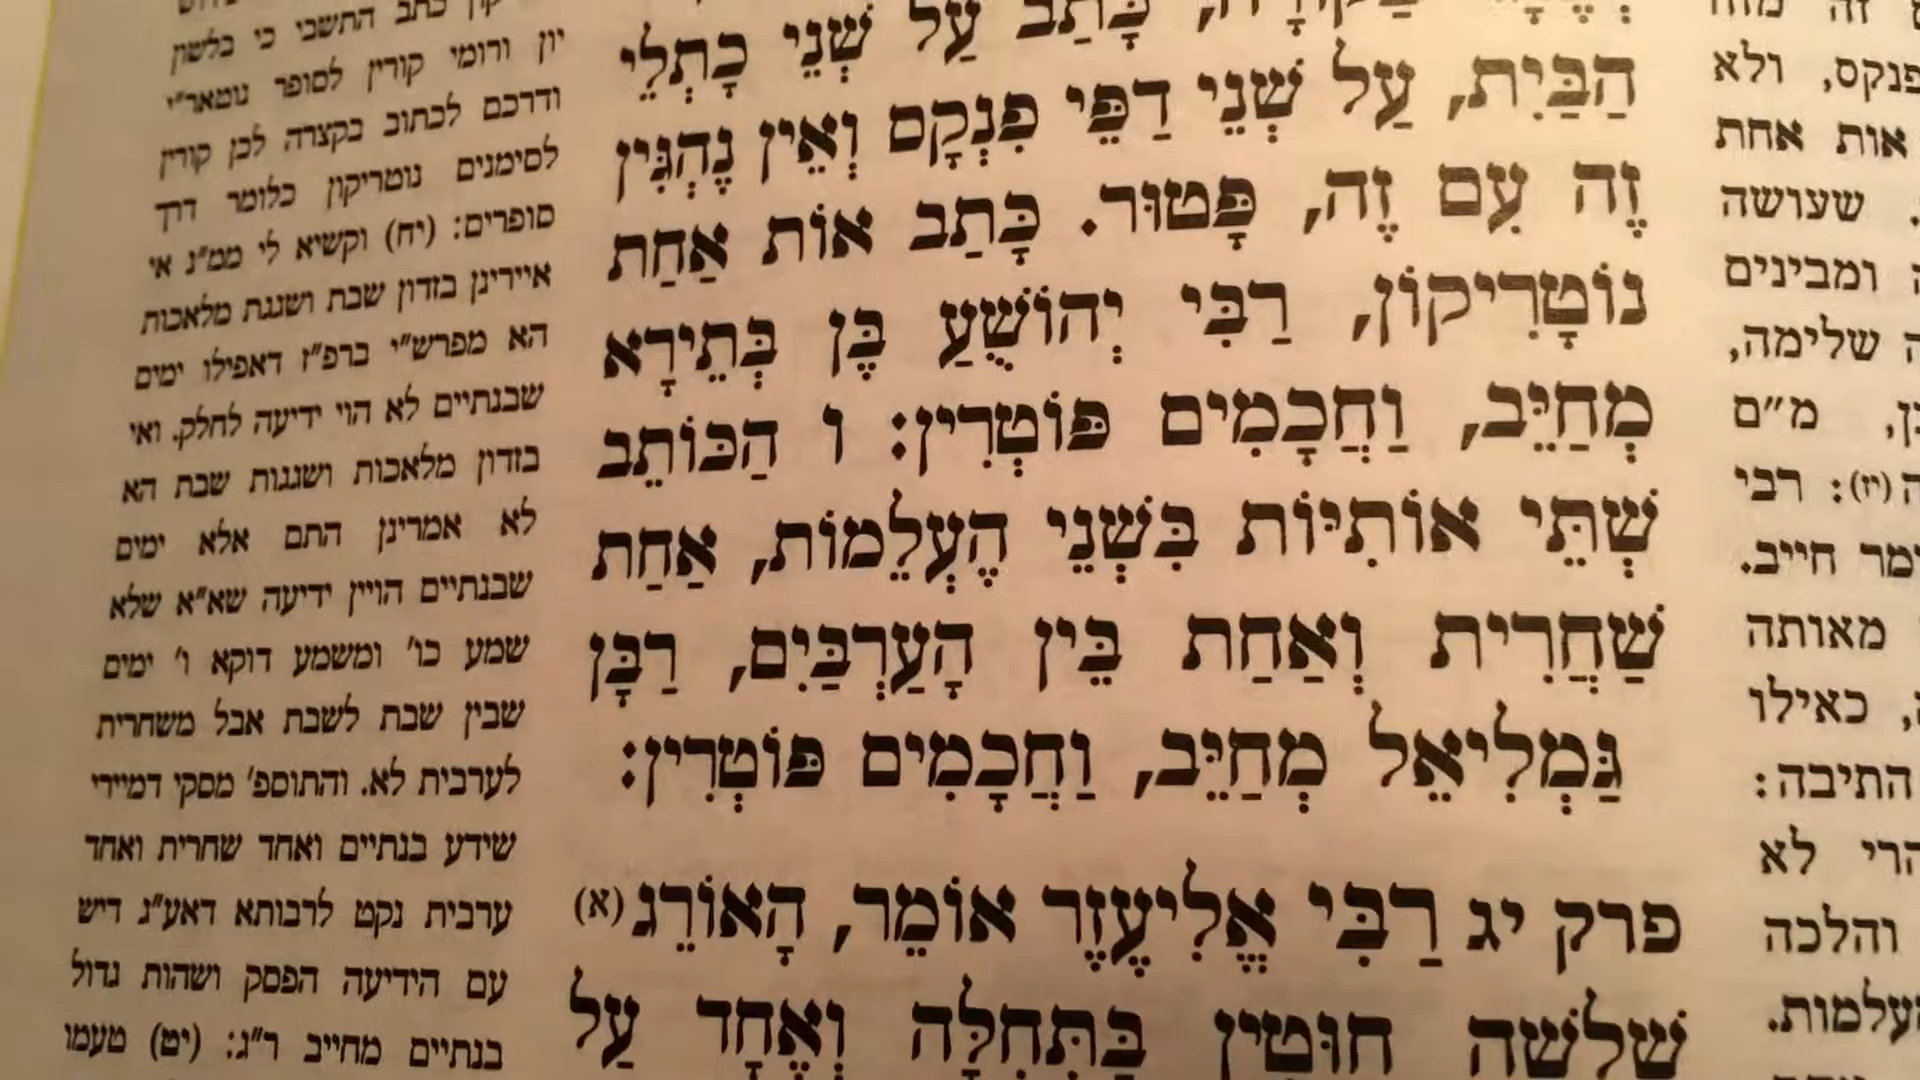 פנקס, ולא
אות אחת
שעושה
ומבינים
שלימה,
מ״ם
(יז): רבי
חייב.
מאותה
כאילו
התיבה:
הרי לא
והלכה
העלמות.
כָּתַב עַל שְׁנֵי כָתְלֵי
הַבַּיִת, עַל שְׁנֵי דַפֵּי פִנְקָס וְאֵין נֶהְגִּין
זֶה עִם זֶה, פָּטוּר. כָּתַב אוֹת אַחַת
נוֹטָרִיקוֹן, רַבִּי יְהוֹשֻׁעַ בֶּן בְּתֵירָא
מְחַיֵּב, וַחֲכָמִים פּוֹטְרִין: ו הַכּוֹתֵב
שְׁתֵּי אוֹתִיּוֹת בִּשְׁנֵי הֶעְלֵמוֹת, אַחַת
שַׁחֲרִית וְאַחַת בֵּין הָעַרְבַּיִם, רַבָּן
גַּמְלִיאֵל מְחַיֵּב, וַחֲכָמִים פּוֹטְרִין:
פרק יג רַבִּי אֱלִיעֶזֶר אוֹמֵר, הָאוֹרֵג (א)
שְׁלֹשָׁה חוּטִין בַּתְּחִלָּה וְאֶחָד עַל
כתב התשבי כי בלשון
יון ורומי קורין לסופר נוטאר״י
ודרכם לכתוב בקצרה לכן קורין
לסימנים נוטריקון כלומר דרך
סופרים: (יח) וקשיא לי ממ״נ אי
איירינן בזדון שבת ושגגת מלאכות
הא מפרש״י ברפ״ז דאפילו ימים
שבנתיים לא הוי ידיעה לחלק. ואי
בזדון מלאכות ושגגות שבת הא
לא אמרינן התם אלא ימים
שבנתיים הויין ידיעה שא״א שלא
שמע כו׳ ומשמע דוקא ו׳ ימים
שבין שבת לשבת אבל משחרית
לערבית לא. והתוספ׳ מסקי דמיירי
שידע בנתיים ואחד שחרית ואחד
ערבית נקט לרבותא דאע״ג דיש
עם הידיעה הפסק ושהות גדול
בנתיים מחייב ר״ג: (יט) טעמו